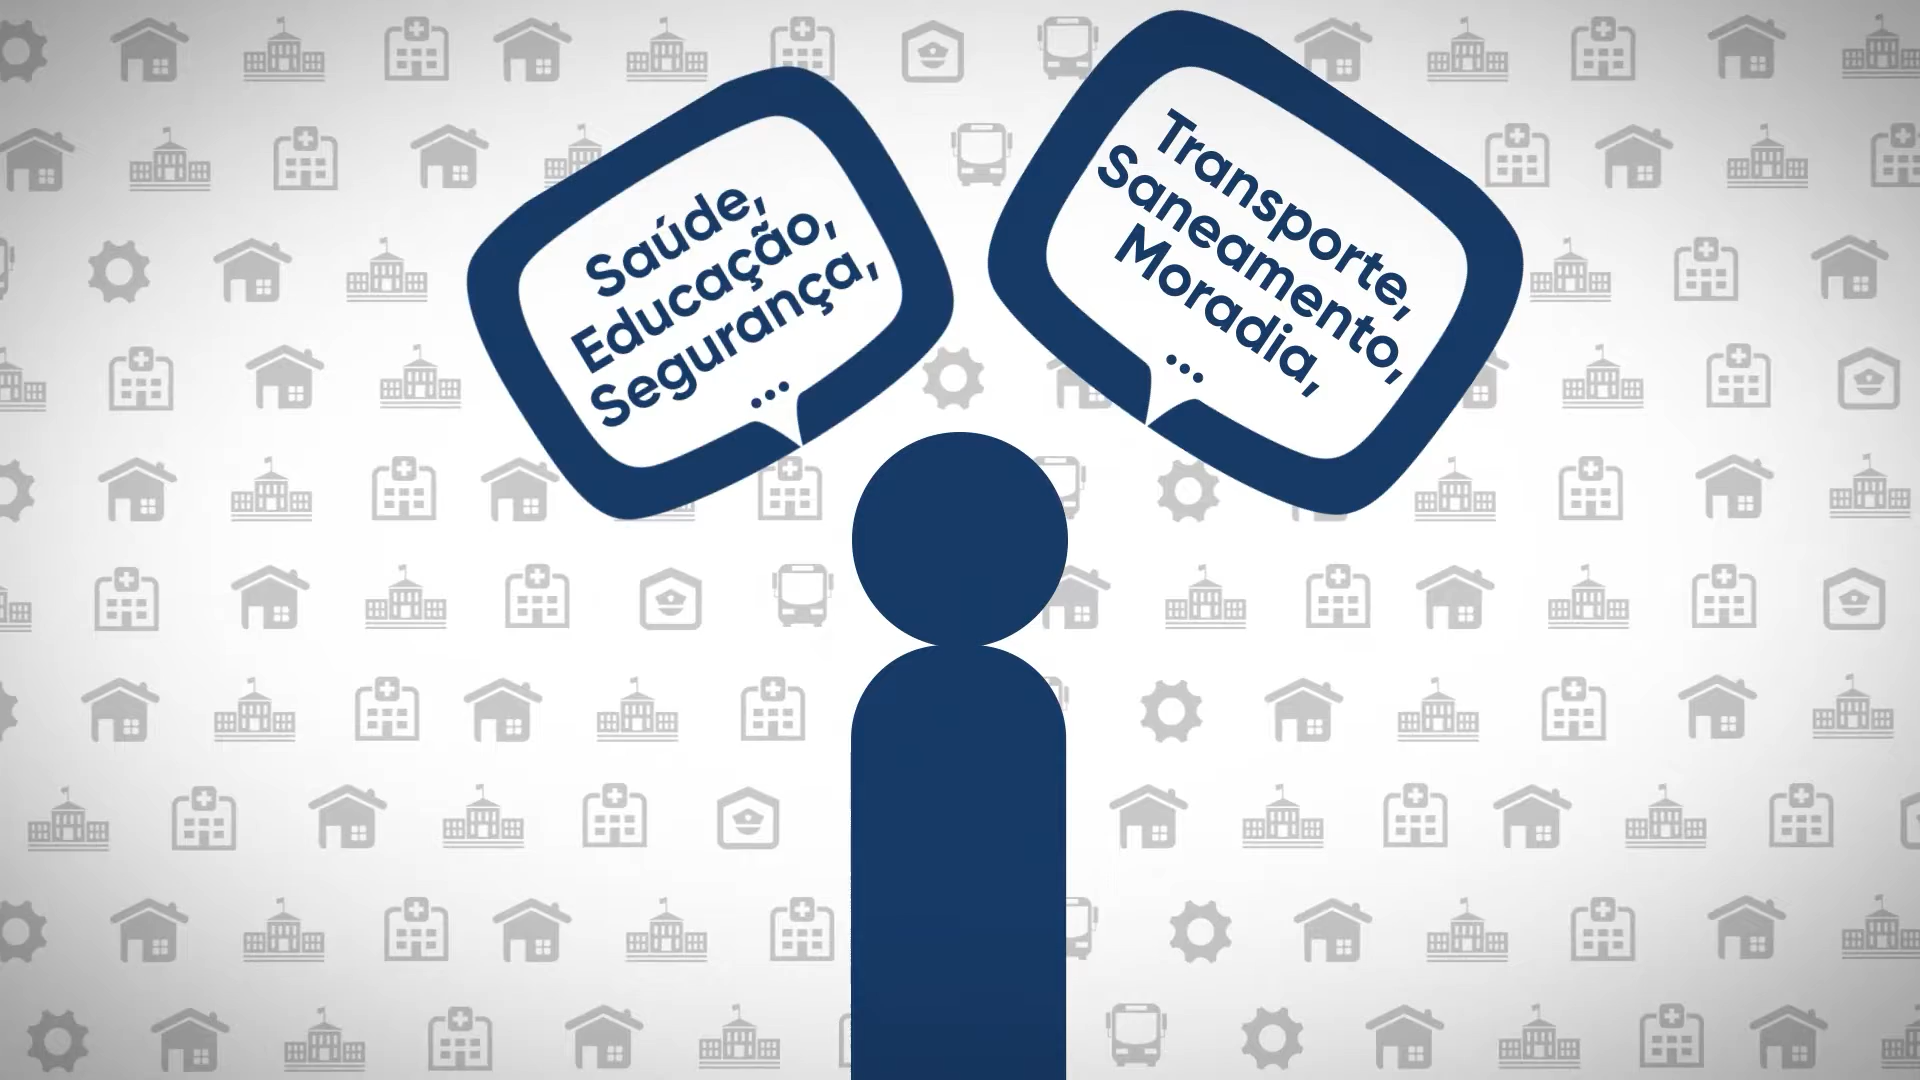 Saúde,
Educação,
Segurança,
...
Transporte,
Saneamento,
Moradia,
...